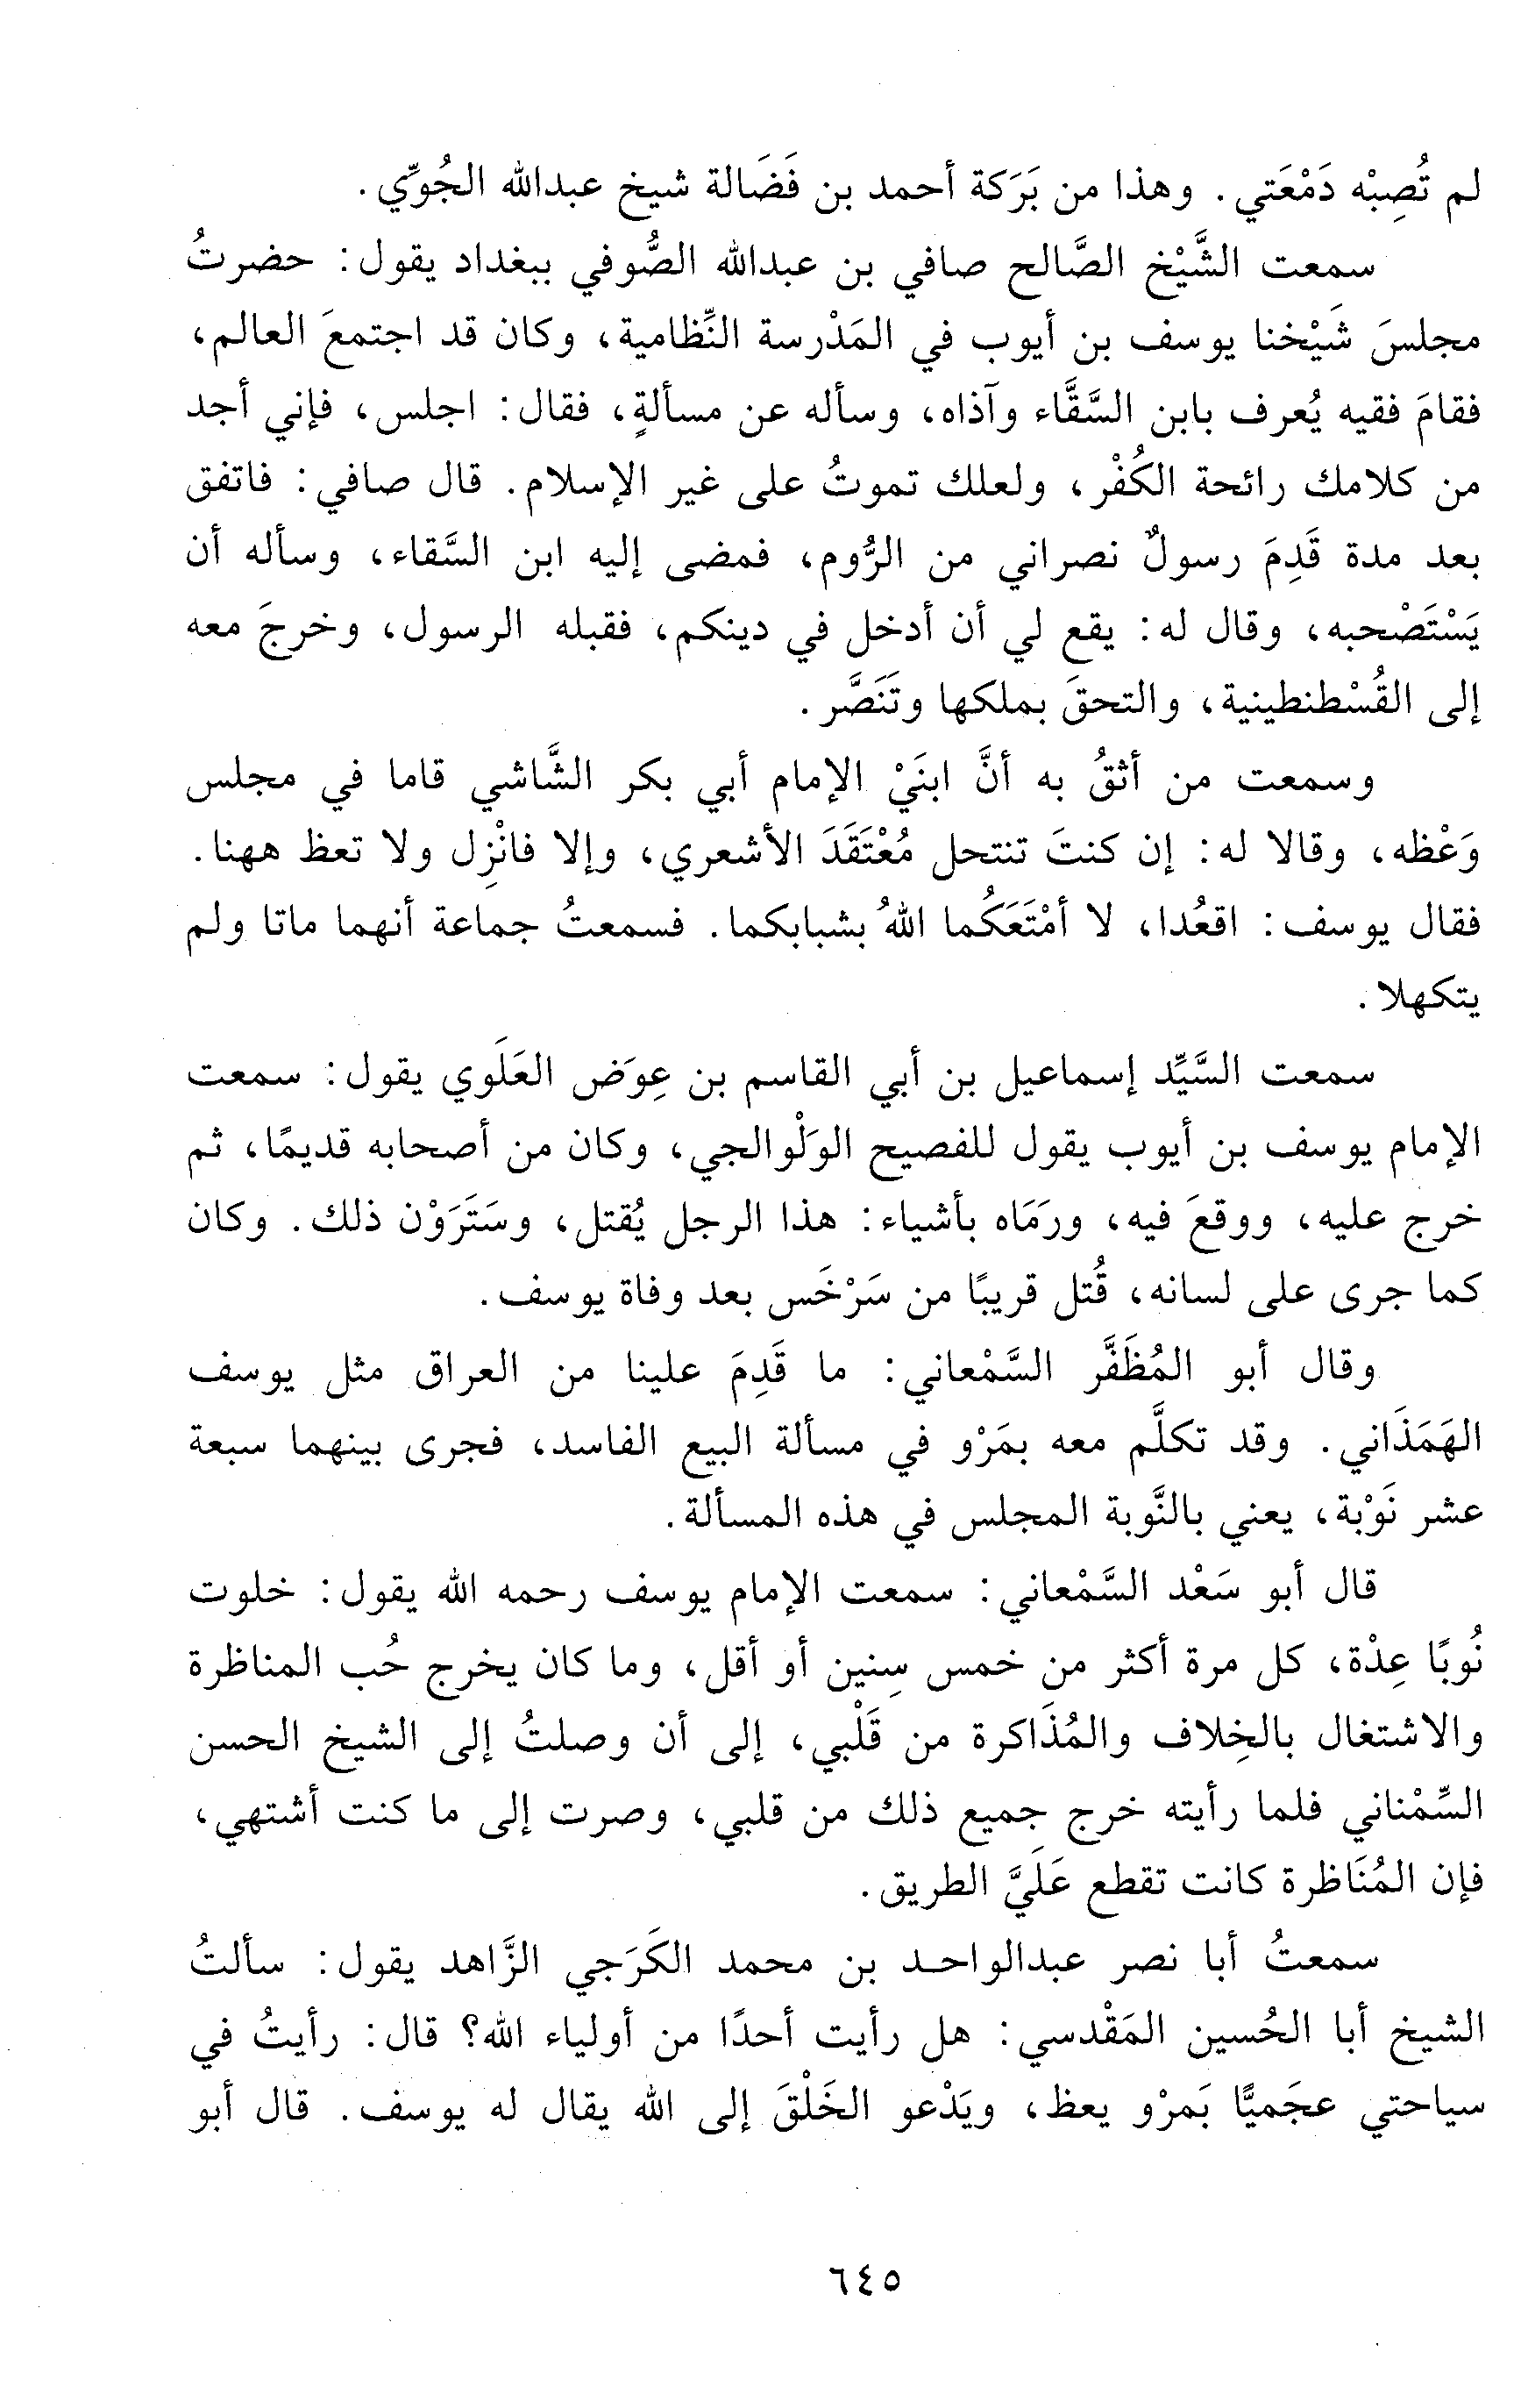 لم تُصِبْه دَمْعَتي. وهذا من بَرَكة أحمد بن فَضَالة شيخ عبدالله الجُوبِّي.
سمعت الشَّيْخ الصَّالح صافي بن عبدالله الصُّوفي ببغداد يقول: حضرتُ
مجلسَ شَيْخنا يوسف بن أيوب في المَدْرسة النِّظامية، وكان قد اجتمعَ العالم،
فقامَ فقيه يُعرف بابن السَّقَّاء وآذاه، وسأله عن مسألةٍ، فقال: اجلس، فإني أجد
من كلامك رائحة الكُفْر، ولعلك تموتُ على غير الإسلام. قال صافي: فاتفق
بعد مدة قَدِمَ رسولٌ نصراني من الرُّوم، فمضى إليه ابن السَّقاء، وسأله أن
يَسْتَصْحبه، وقال له: يقع لي أن أدخل في دينكم، فقبله الرسول، وخرجَ معه
إلى القُسْطنطينية، والتحقَ بملكها وتَنَصَّر.
وسمعت من أثقُ به أنَّ ابنَيْ الإمام أبي بكر الشَّاشي قاما في مجلس
وَعْظه، وقالا له: إن كنتَ تنتحل مُعْتَقَدَ الأشعري، وإلا فانْزِل ولا تعظ ههنا.
فقال يوسف: اقعُدا، لا أمْتَعَكُما اللهُ بشبابكما. فسمعتُ جماعة أنهما ماتا ولم
يتكهلا.
سمعت السَّيِّد إسماعيل بن أبي القاسم بن عِوَض العَلَوي يقول: سمعت
الإمام يوسف بن أيوب يقول للفصيح الوَلْوالجي، وكان من أصحابه قديمًا، ثم
خرج عليه، ووقعَ فيه، ورَمَاه بأشياء: هذا الرجل يُقتل، وسَتَرَوْن ذلك. وكان
كما جرى على لسانه، قُتل قريبًا من سَرْخَس بعد وفاة يوسف.
وقال أبو المُظَفَّر السَّمْعاني: ما قَدِمَ علينا من العراق مثل يوسف
الهَمَذَاني. وقد تكلَّم معه بمَرْو في مسألة البيع الفاسد، فجرى بينهما سبعة
عشر نَوْبة، يعني بالنَّوبة المجلس في هذه المسألة.
قال أبو سَعْد السَّمْعاني: سمعت الإمام يوسف رحمه الله يقول: خلوت
نُوبًا عِدْة، كل مرة أكثر من خمس سِنين أو أقل، وما كان يخرج حُب المناظرة
والاشتغال بالخِلاف والمُذَاكرة من قَلْبي، إلى أن وصلتُ إلى الشيخ الحسن
السِّمْناني فلما رأيته خرج جميع ذلك من قلبي، وصرت إلى ما كنت أشتهي،
فإن المُنَاظرة كانت تقطع عَلَيَّ الطريق.
سمعتُ أبا نصر عبدالواحد بن محمد الكَرَجي الزَّاهد يقول: سألتُ
الشيخ أبا الحُسين المَقْدسي: هل رأيت أحدًا من أولياء الله؟ قال: رأيتُ في
سياحتي عجَميًّا بَمرْو يعظ، ويَدْعو الخَلْقَ إلى الله يقال له يوسف. قال أبو
٦٤٥